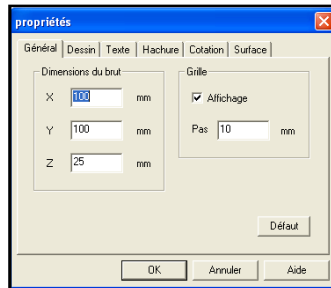 propriétés
Général Dessin Texte Hachure Cotation Surface
Dimensions du brut
X 100 mm
Y 100 mm
Z 25 mm
Grille
Affichage
Pas 10 mm
Défaut
OK Annuler Aide